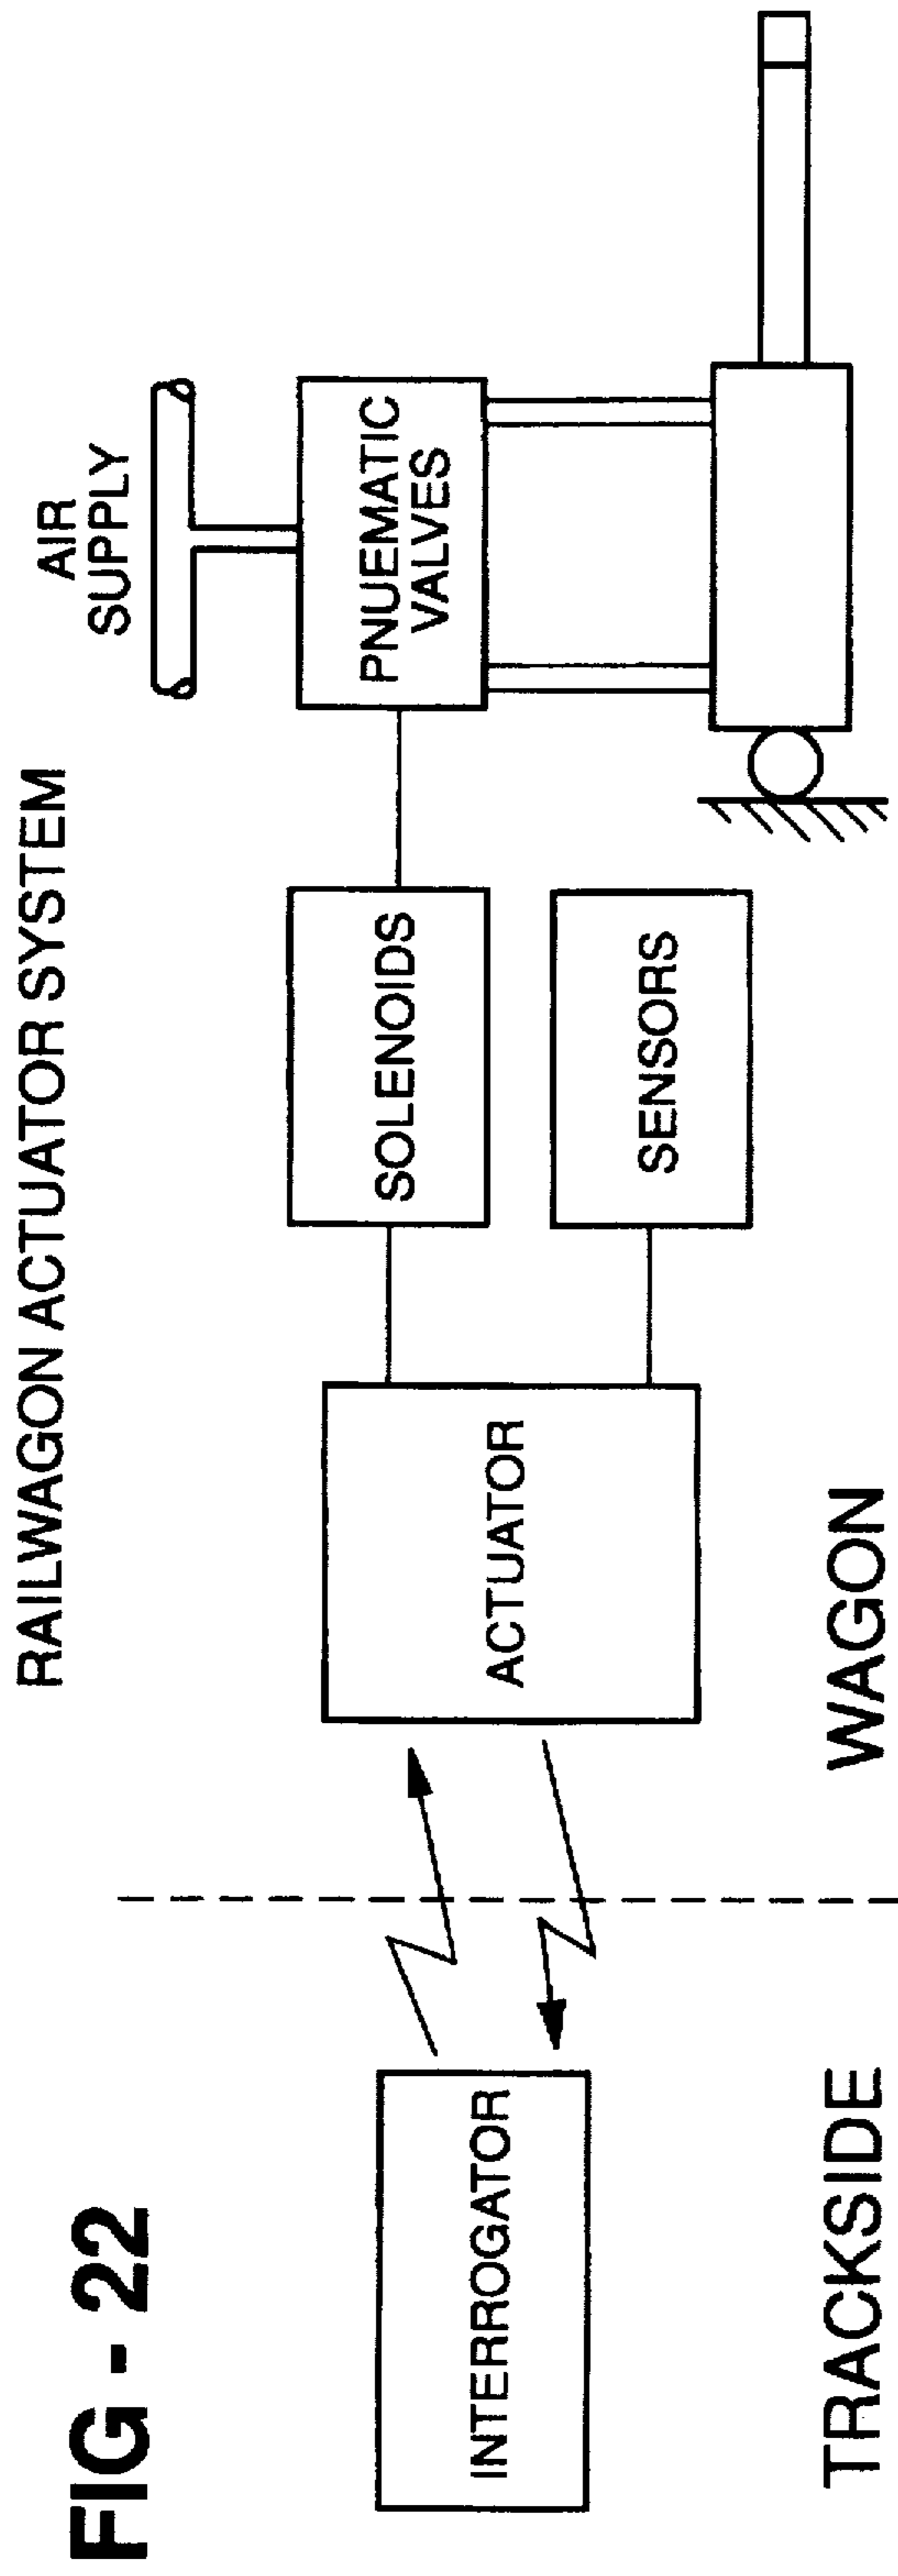 FIG - 22
RAILWAGON ACTUATOR SYSTEM
AIR
SUPPLY
INTERROGATOR
ACTUATOR
SOLENOIDS
PNUEMATIC
VALVES
SENSORS
TRACKSIDE
WAGON